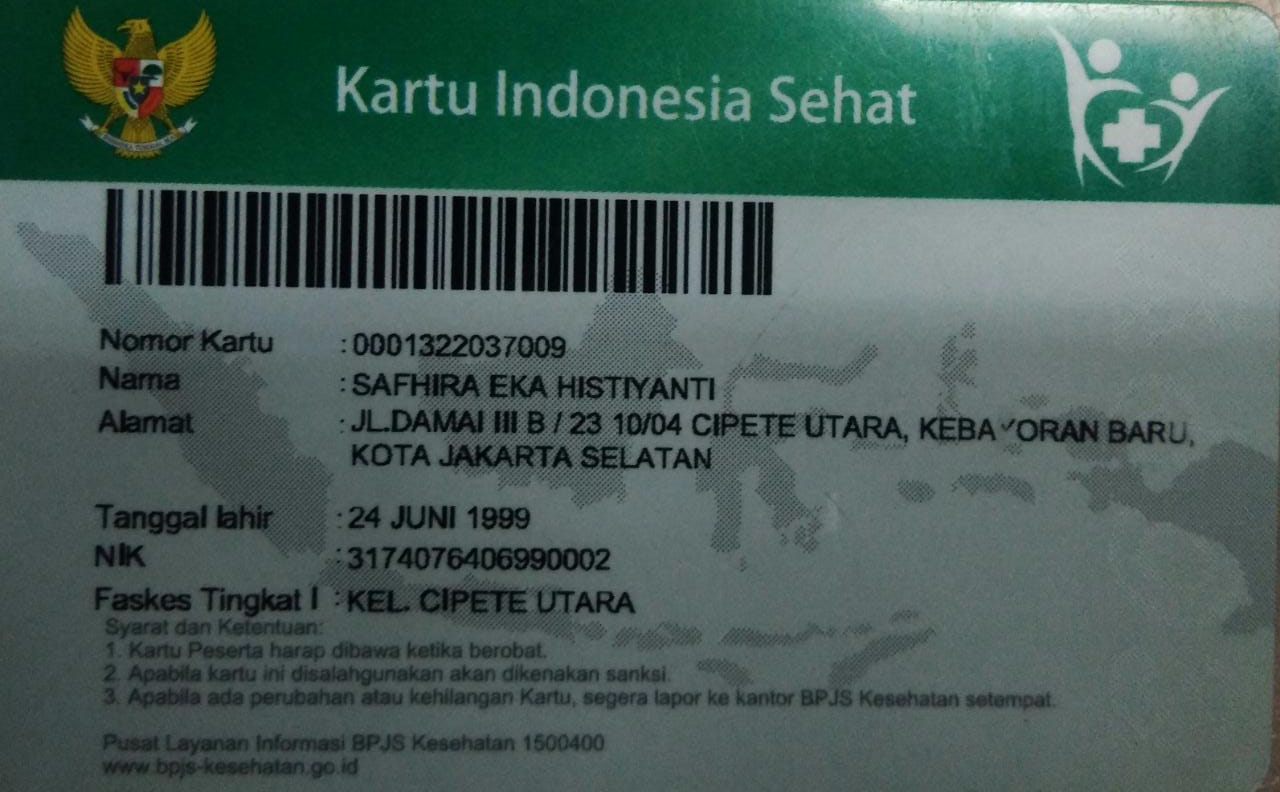 Kartu Indonesia Sehat
Nomor Kartu : 0001322037009
Nama : SAFHIRA EKA HISTIYANTI
Alamat : JL.DAMAI III B / 23 10/04 CIPETE UTARA, KEBAYORAN BARU,
KOTA JAKARTA SELATAN
Tanggal lahir : 24 JUNI 1999
NIK : 3174076406990002
Faskes Tingkat I : KEL. CIPETE UTARA
Syarat dan Ketentuan:
1. Kartu Peserta harap dibawa ketika berobat.
2. Apabila kartu ini disalahgunakan akan dikenakan sanksi.
3. Apabila ada perubahan atau kehilangan Kartu, segera lapor ke kantor BPJS Kesehatan setempat.
Pusat Layanan Informasi BPJS Kesehatan 1500400
www.bpjs-kesehatan.go.id